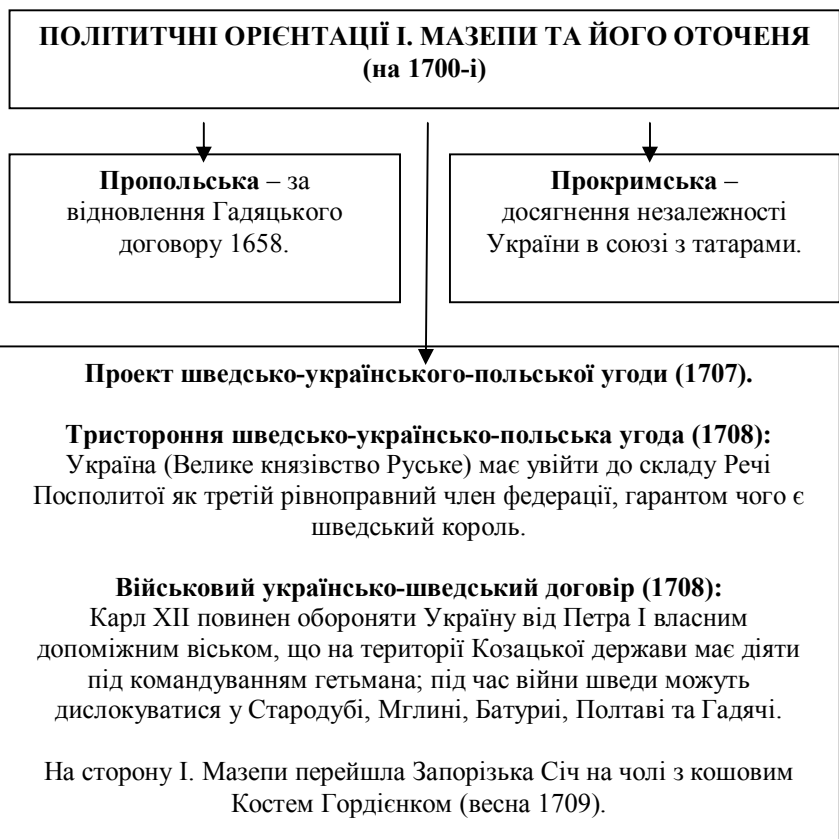 ПОЛІТИТЧНІ ОРІЄНТАЦІЇ І. МАЗЕПИ ТА ЙОГО ОТОЧЕНЯ
(на 1700-і)
Пропольська – за
відновлення Гадяцького
договору 1658.
Прокримська –
досягнення незалежності
України в союзі з татарами.
Проект шведсько-українського-польської угоди (1707).
Тристороння шведсько-українсько-польська угода (1708):
Україна (Велике князівство Руське) має увійти до складу Речі
Посполитої як третій рівноправний член федерації, гарантом чого є
шведський король.
Військовий українсько-шведський договір (1708):
Карл XII повинен обороняти Україну від Петра I власним
допоміжним віськом, що на території Козацької держави має діяти
під командуванням гетьмана; під час війни шведи можуть
дислокуватися у Стародубі, Мглині, Батуриі, Полтаві та Гадячі.
На сторону І. Мазепи перейшла Запорізька Січ на чолі з кошовим
Костем Гордієнком (весна 1709).